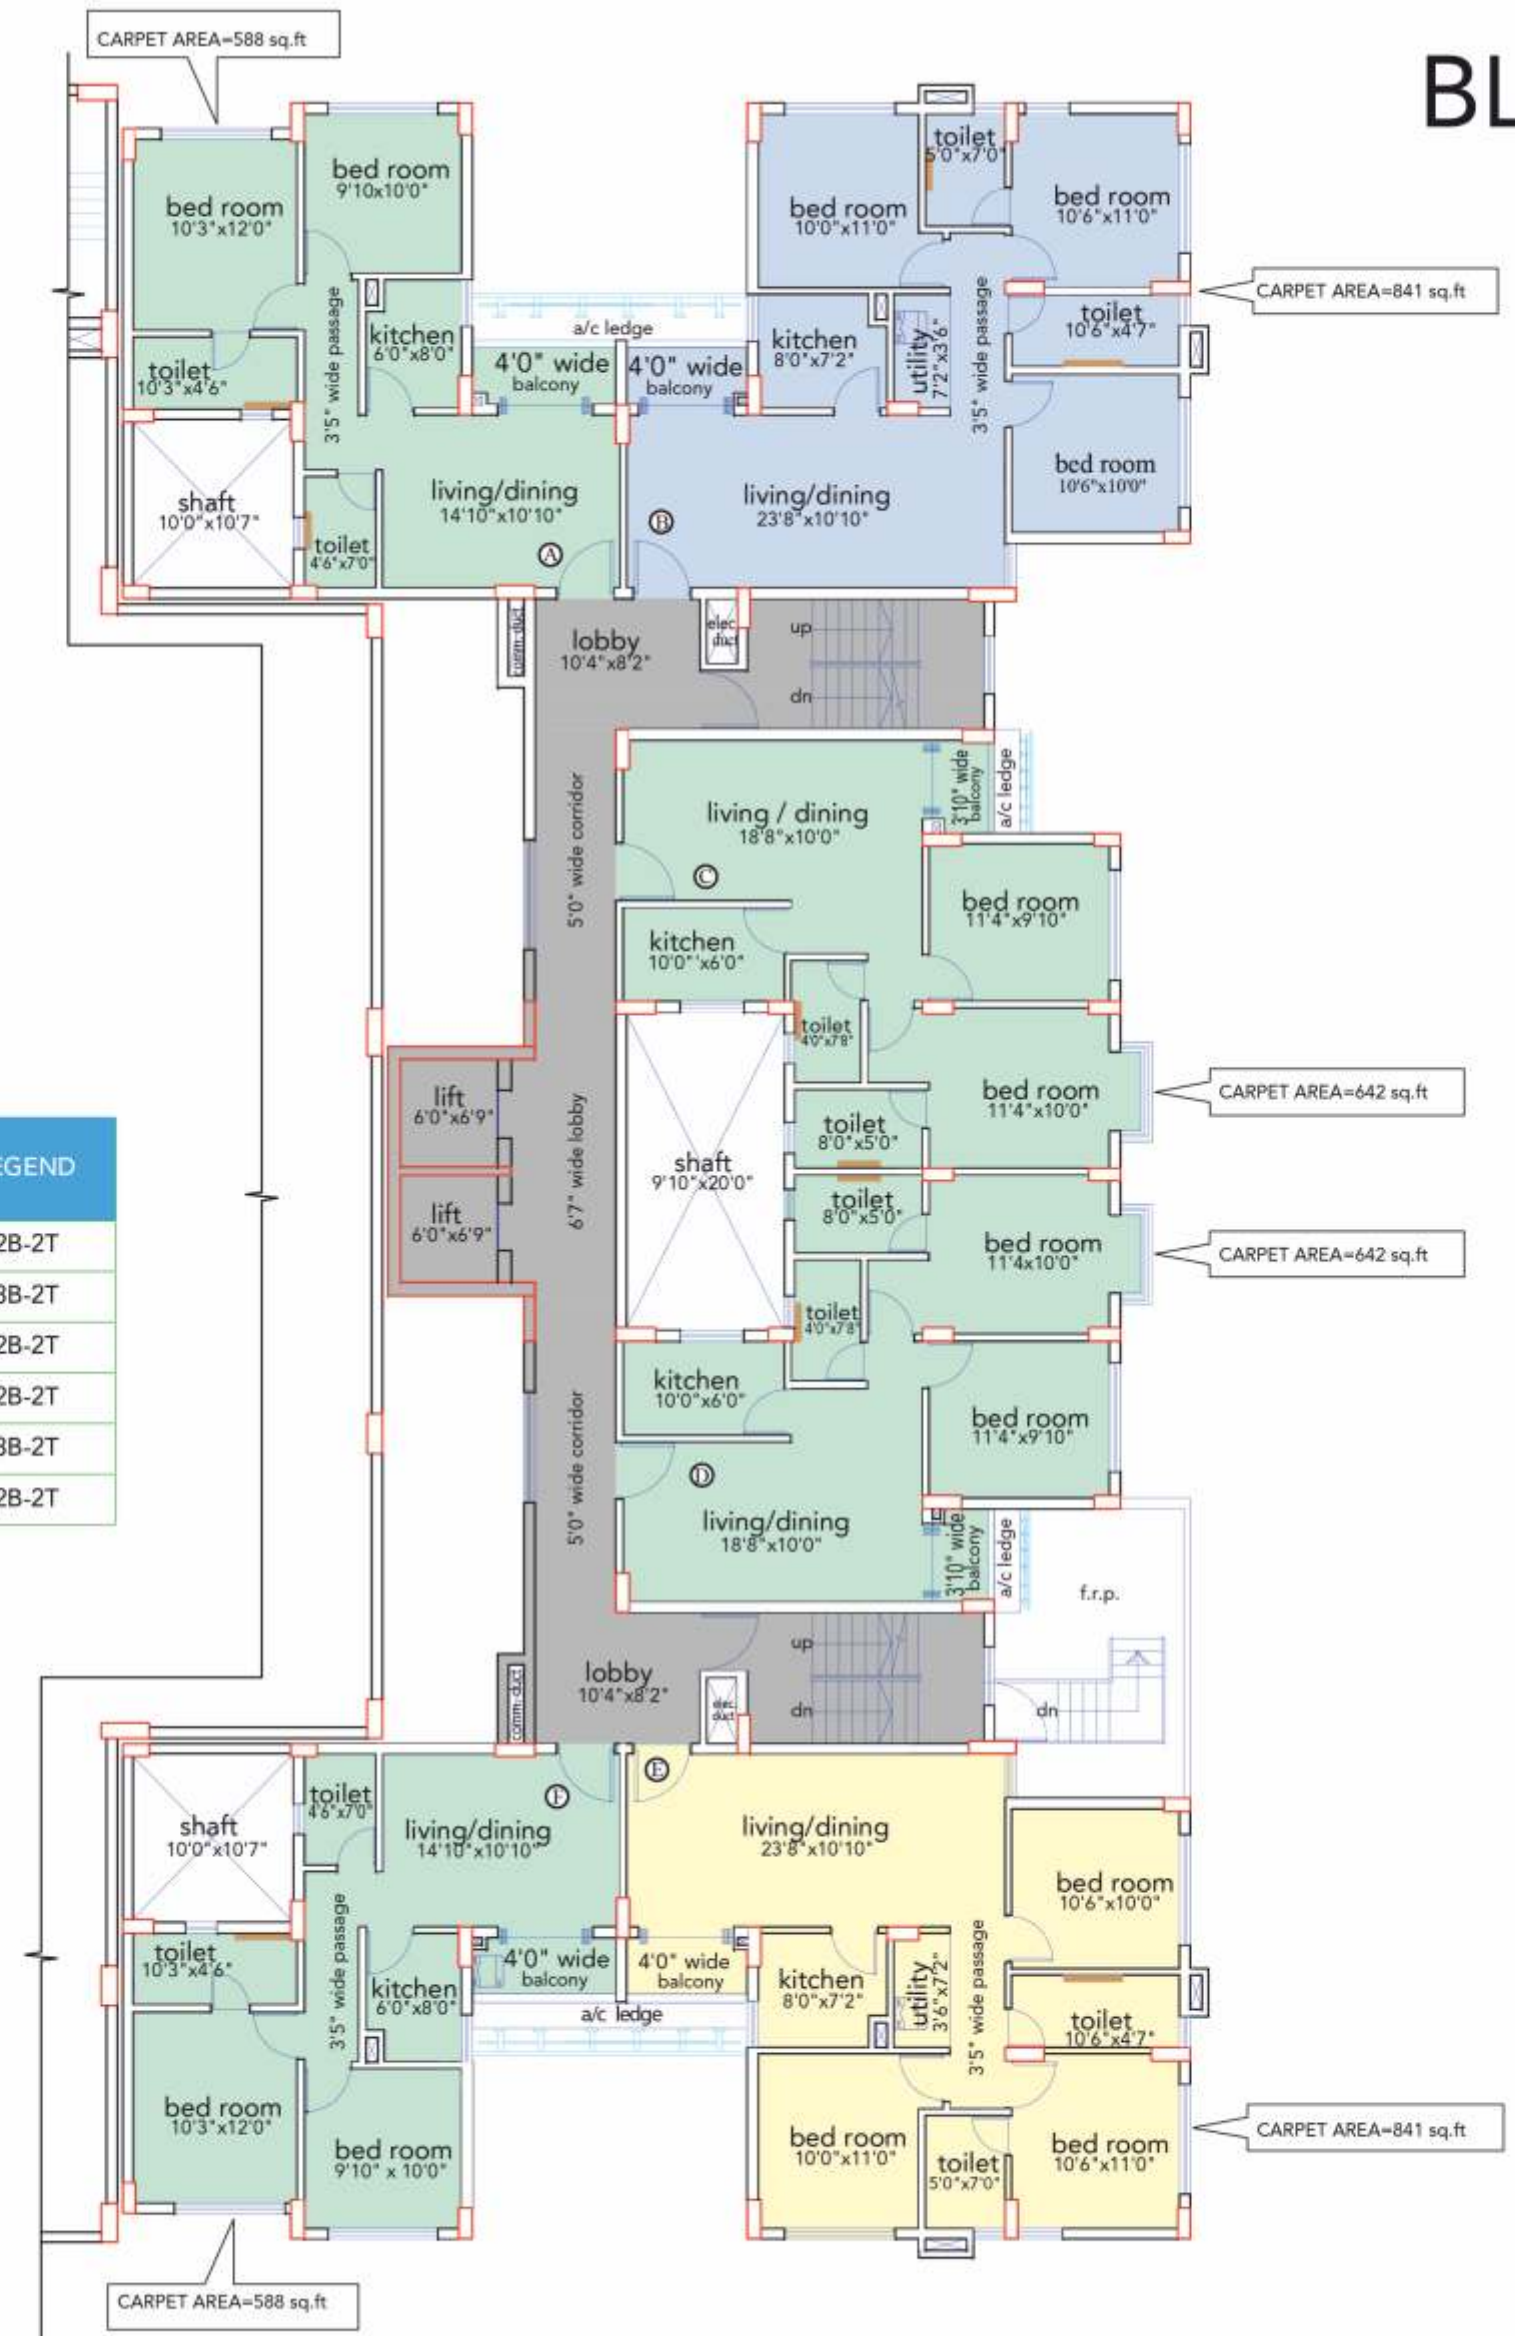 CARPET AREA=588 sq.ft
BL
bed room
9'10x10'0"
bed room
10'3"x12'0"
toilet
5'0"x7'0"
bed room
10'0"x11'0"
bed room
10'6"x11'0"
CARPET AREA=841 sq.ft
3'5" wide passage
kitchen
6'0"x8'0"
a/c ledge
4'0" wide
balcony
4'0" wide
balcony
kitchen
8'0"x7'2"
utility
7'2"x3'6"
3'5" wide passage
toilet
10'6"x4'7"
toilet
10'3"x4'6"
shaft
10'0"x10'7"
living/dining
14'10"x10'10"
A
B
living/dining
23'8"x10'10"
bed room
10'6"x10'0"
toilet
4'6"x7'0"
comm.duct
lobby
10'4"x8'2"
elec
duct
up
dn
5'0" wide corridor
living / dining
18'8"x10'0"
3'10" wide
balcony
a/c ledge
C
bed room
11'4"x9'10"
kitchen
10'0"'x6'0"
toilet
4'0"x7'8"
bed room
11'4"x10'0"
CARPET AREA=642 sq.ft
lift
6'0"x6'9"
6'7" wide lobby
toilet
8'0"x5'0"
shaft
9'10"x20'0"
EGEND
lift
6'0"x6'9"
toilet
8'0"x5'0"
bed room
11'4x10'0"
CARPET AREA=642 sq.ft
2B-2T
3B-2T
2B-2T
2B-2T
3B-2T
2B-2T
toilet
4'0"x7'8"
kitchen
10'0"x6'0"
bed room
11'4"x9'10"
5'0" wide corridor
D
living/dining
18'8"x10'0"
3'10" wide
balcony
a/c ledge
f.r.p.
up
dn
dn
lobby
10'4"x8'2"
elec.
duct
comm.duct
E
F
toilet
4'6"x7'0"
shaft
10'0"x10'7"
living/dining
14'10"x10'10"
living/dining
23'8"x10'10"
bed room
10'6"x10'0"
toilet
10'3"x4'6"
3'5" wide passage
kitchen
6'0"x8'0"
4'0" wide
balcony
4'0" wide
balcony
a/c ledge
kitchen
8'0"x7'2"
utility
3'6"x7'2"
3'5" wide passage
toilet
10'6"x4'7"
bed room
10'3"x12'0"
bed room
9'10" x 10'0"
bed room
10'0"x11'0"
toilet
5'0"x7'0"
bed room
10'6"x11'0"
CARPET AREA=841 sq.ft
CARPET AREA=588 sq.ft